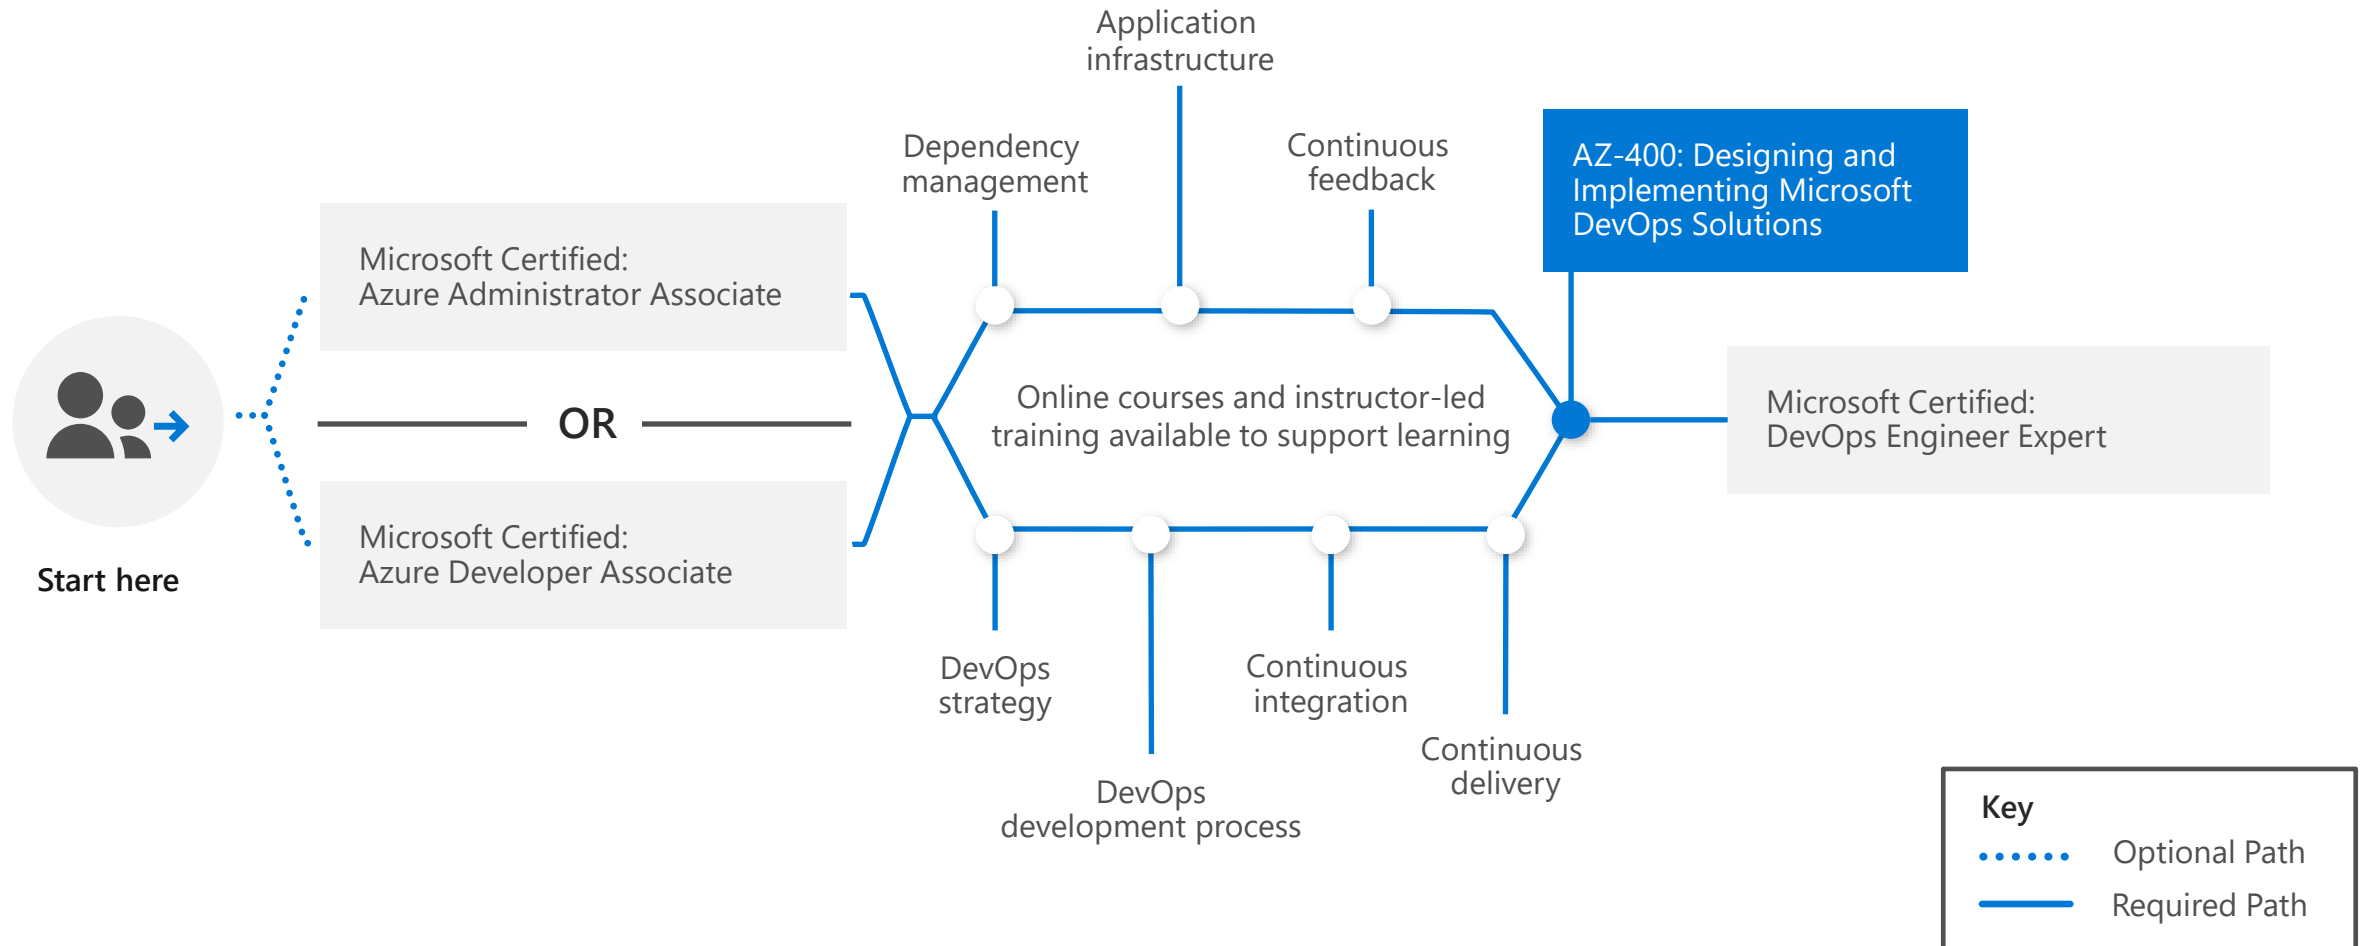 Start here
Microsoft Certified:
Azure Administrator Associate
OR
Microsoft Certified:
Azure Developer Associate
Dependency
management
Application
infrastructure
Continuous
feedback
Online courses and instructor-led
training available to support learning
DevOps
strategy
DevOps
development process
Continuous
integration
Continuous
delivery
AZ-400: Designing and
Implementing Microsoft
DevOps Solutions
Microsoft Certified:
DevOps Engineer Expert
Key
Optional Path
Required Path